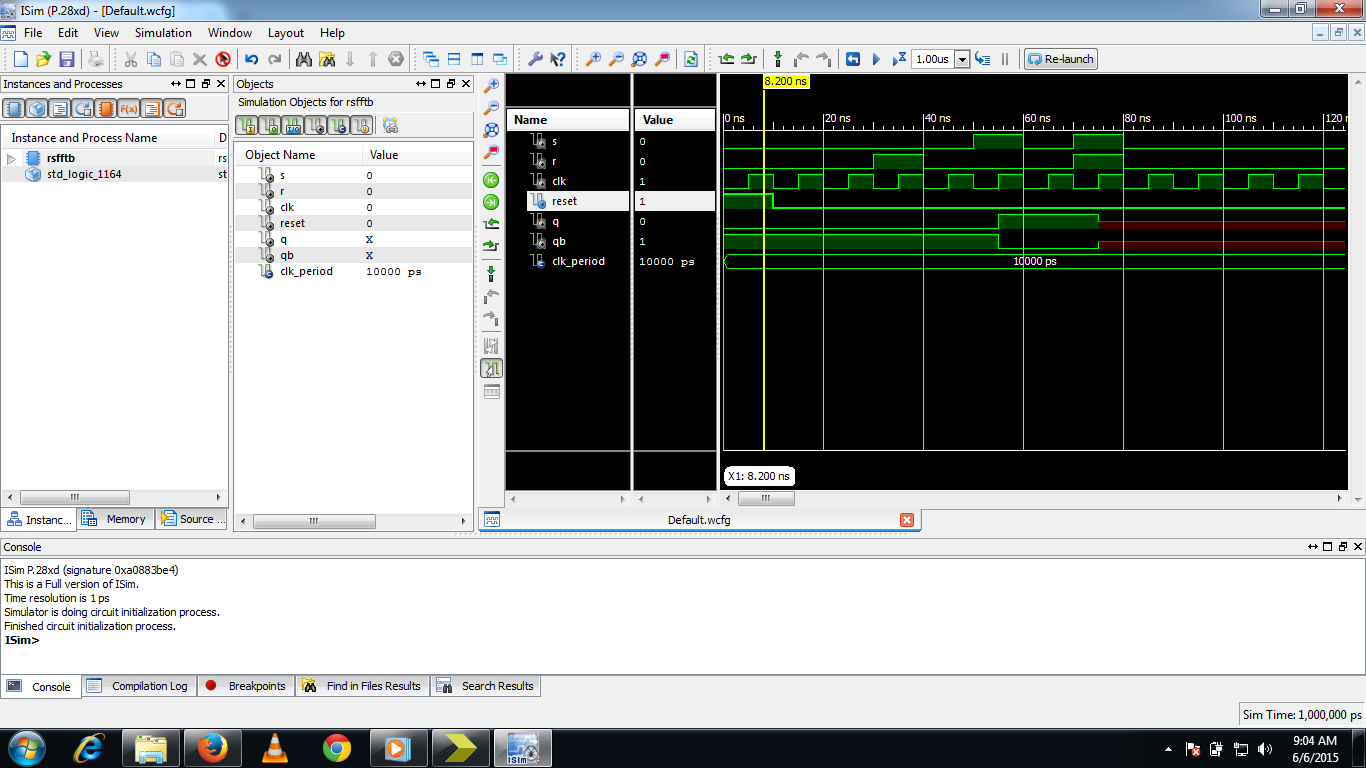 ISim (P.28xd) - [Default.wcfg]
File Edit View Simulation Window Layout Help
1.00us Re-launch
Instances and Processes
Instance and Process Name D
rsfftb rs
std_logic_1164 st
Instanc... Memory Source ...
Objects
Simulation Objects for rsfftb
Object Name Value
s 0
r 0
clk 0
reset 0
q X
qb X
clk_period 10000 ps
Name Value
s 0
r 0
clk 1
reset 1
q 0
qb 1
clk_period 10000 ps
8.200 ns
0 ns 20 ns 40 ns 60 ns 80 ns 100 ns 120 n
10000 ps
X1: 8.200 ns
Default.wcfg
Console
ISim P.28xd (signature 0xa0883be4)
This is a Full version of ISim.
Time resolution is 1 ps
Simulator is doing circuit initialization process.
Finished circuit initialization process.
ISim>
Console Compilation Log Breakpoints Find in Files Results Search Results
Sim Time: 1,000,000 ps
ISim
9:04 AM
6/6/2015